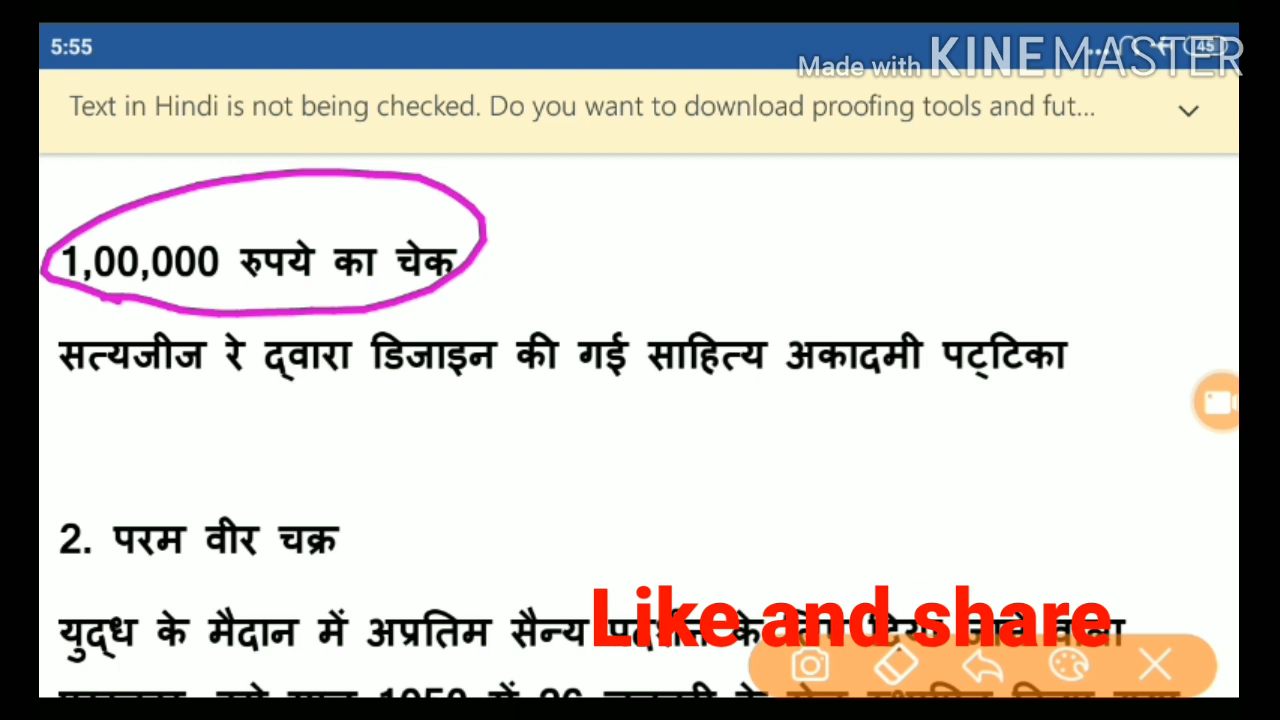 5:55
45
Made with KINEMASTER
Text in Hindi is not being checked. Do you want to download proofing tools and fut...
1,00,000 रुपये का चेक
सत्यजीज रे द्वारा डिजाइन की गई साहित्य अकादमी पट्टिका
2. परम वीर चक्र
Like and share
युद्ध के मैदान में अप्रतिम सैन्य के